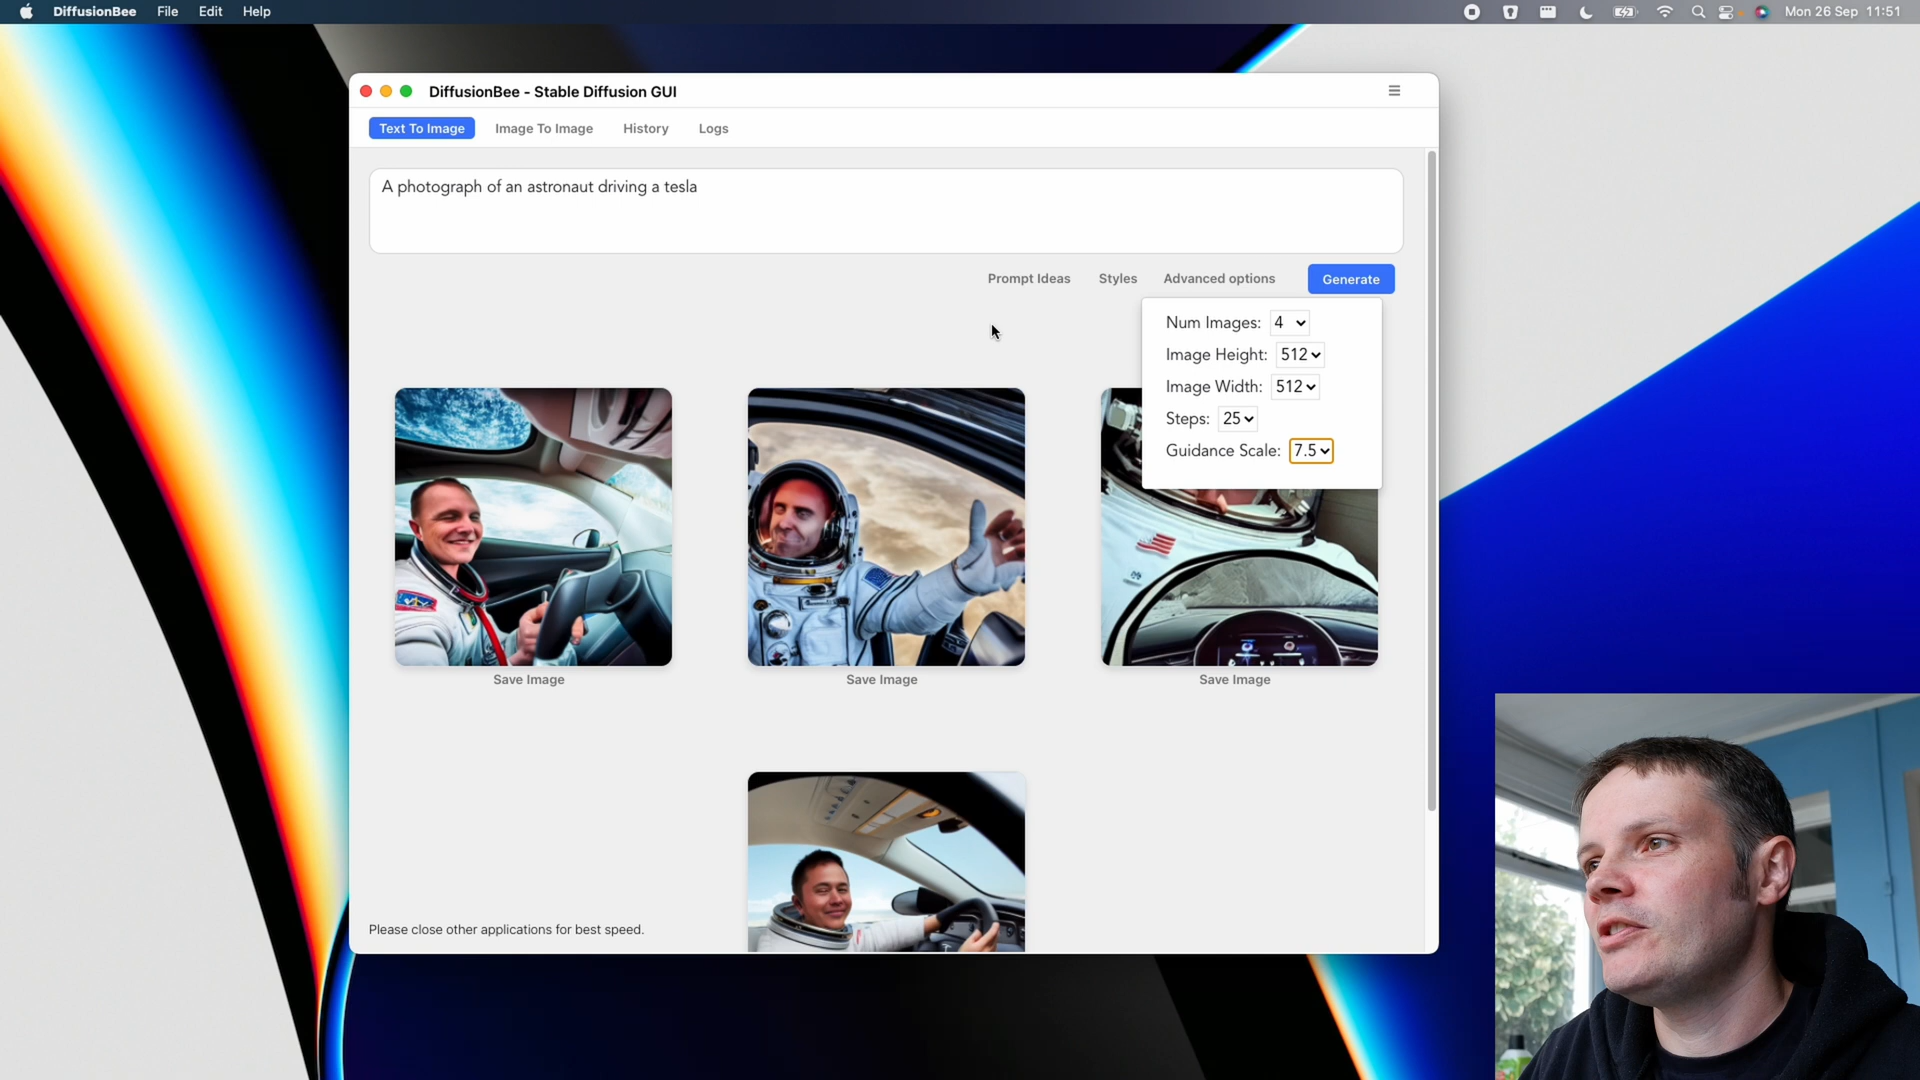 DiffusionBee File Edit Help
Mon 26 Sep 11:51
DiffusionBee - Stable Diffusion GUI
Text To Image
Image To Image
History
Logs
A photograph of an astronaut driving a tesla
Prompt Ideas
Styles
Advanced options
Generate
Num Images: 4
Image Height: 512
Image Width: 512
Steps: 25
Guidance Scale: 7.5
Save Image
Save Image
Save Image
Please close other applications for best speed.